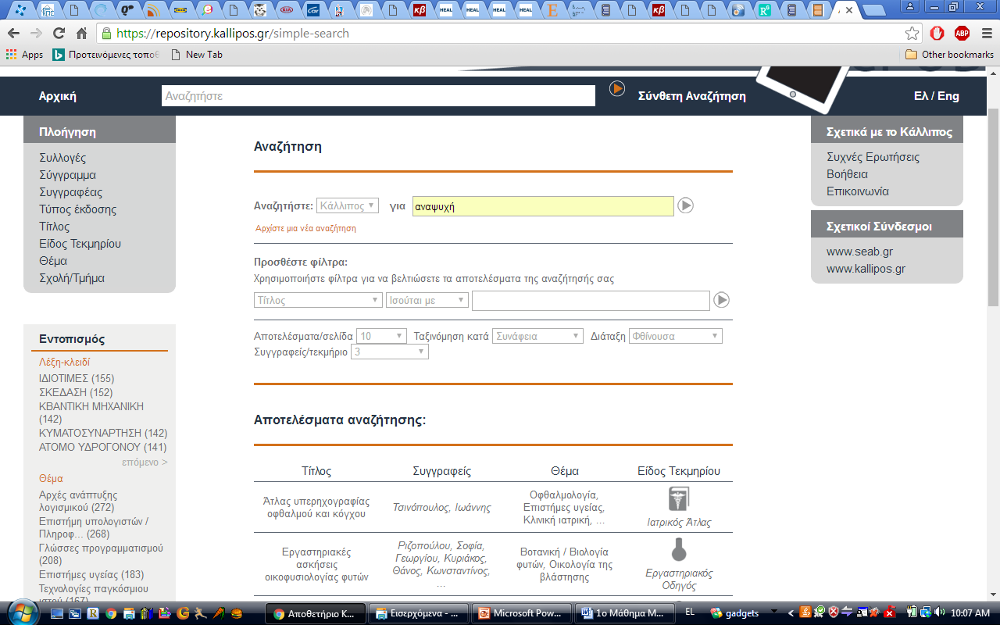 https://repository.kallipos.gr/simple-search
Apps Προτεινόμενες τοποθ New Tab Other bookmarks
Αρχική Αναζητήστε Σύνθετη Αναζήτηση Ελ / Eng
Πλοήγηση
Συλλογές
Σύγγραμμα
Συγγραφέας
Τύπος έκδοσης
Τίτλος
Είδος Τεκμηρίου
Θέμα
Σχολή/Τμήμα
Εντοπισμός
Λέξη-κλειδί
ΙΔΙΟΤΙΜΕΣ (155)
ΣΚΕΔΑΣΗ (152)
ΚΒΑΝΤΙΚΗ ΜΗΧΑΝΙΚΗ
(142)
ΚΥΜΑΤΟΣΥΝΑΡΤΗΣΗ (142)
ΑΤΟΜΟ ΥΔΡΟΓΟΝΟΥ (141)
επόμενο >
Θέμα
Αρχές ανάπτυξης
λογισμικού (272)
Επιστήμη υπολογιστών /
Πληροφ... (268)
Γλώσσες προγραμματισμού
(208)
Επιστήμες υγείας (183)
Τεχνολογίες παγκόσμιου
ιστού (167)
Αναζήτηση
Αναζητήστε: Κάλλιπος για αναψυχή
Αρχίστε μια νέα αναζήτηση
Προσθέστε φίλτρα:
Χρησιμοποιήστε φίλτρα για να βελτιώσετε τα αποτελέσματα της αναζήτησής σας
Τίτλος Ισούται με
Αποτελέσματα/σελίδα 10 Ταξινόμηση κατά Συνάφεια Διάταξη Φθίνουσα
Συγγραφείς/τεκμήριο 3
Αποτελέσματα αναζήτησης:
Τίτλος Συγγραφείς Θέμα Είδος Τεκμηρίου
Άτλας υπερηχογραφίας
οφθαλμού και κόγχου
Τσινόπουλος, Ιωάννης
Οφθαλμολογία,
Επιστήμες υγείας,
Κλινική ιατρική, ...
Ιατρικός Άτλας
Εργαστηριακές
ασκήσεις
οικοφυσιολογίας φυτών
Ριζοπούλου, Σοφία,
Γεωργίου, Κυριάκος,
Θάνος, Κωνσταντίνος,
...
Βοτανική / Βιολογία
φυτών, Οικολογία της
βλάστησης
Εργαστηριακός
Οδηγός
Σχετικά με το Κάλλιπος
Συχνές Ερωτήσεις
Βοήθεια
Επικοινωνία
Σχετικοί Σύνδεσμοι
www.seab.gr
www.kallipos.gr
Αποθετήριο Κ... Εισερχόμενα - ... Microsoft Pow... 1ο Μάθημα Μ... EL gadgets 10:07 AM